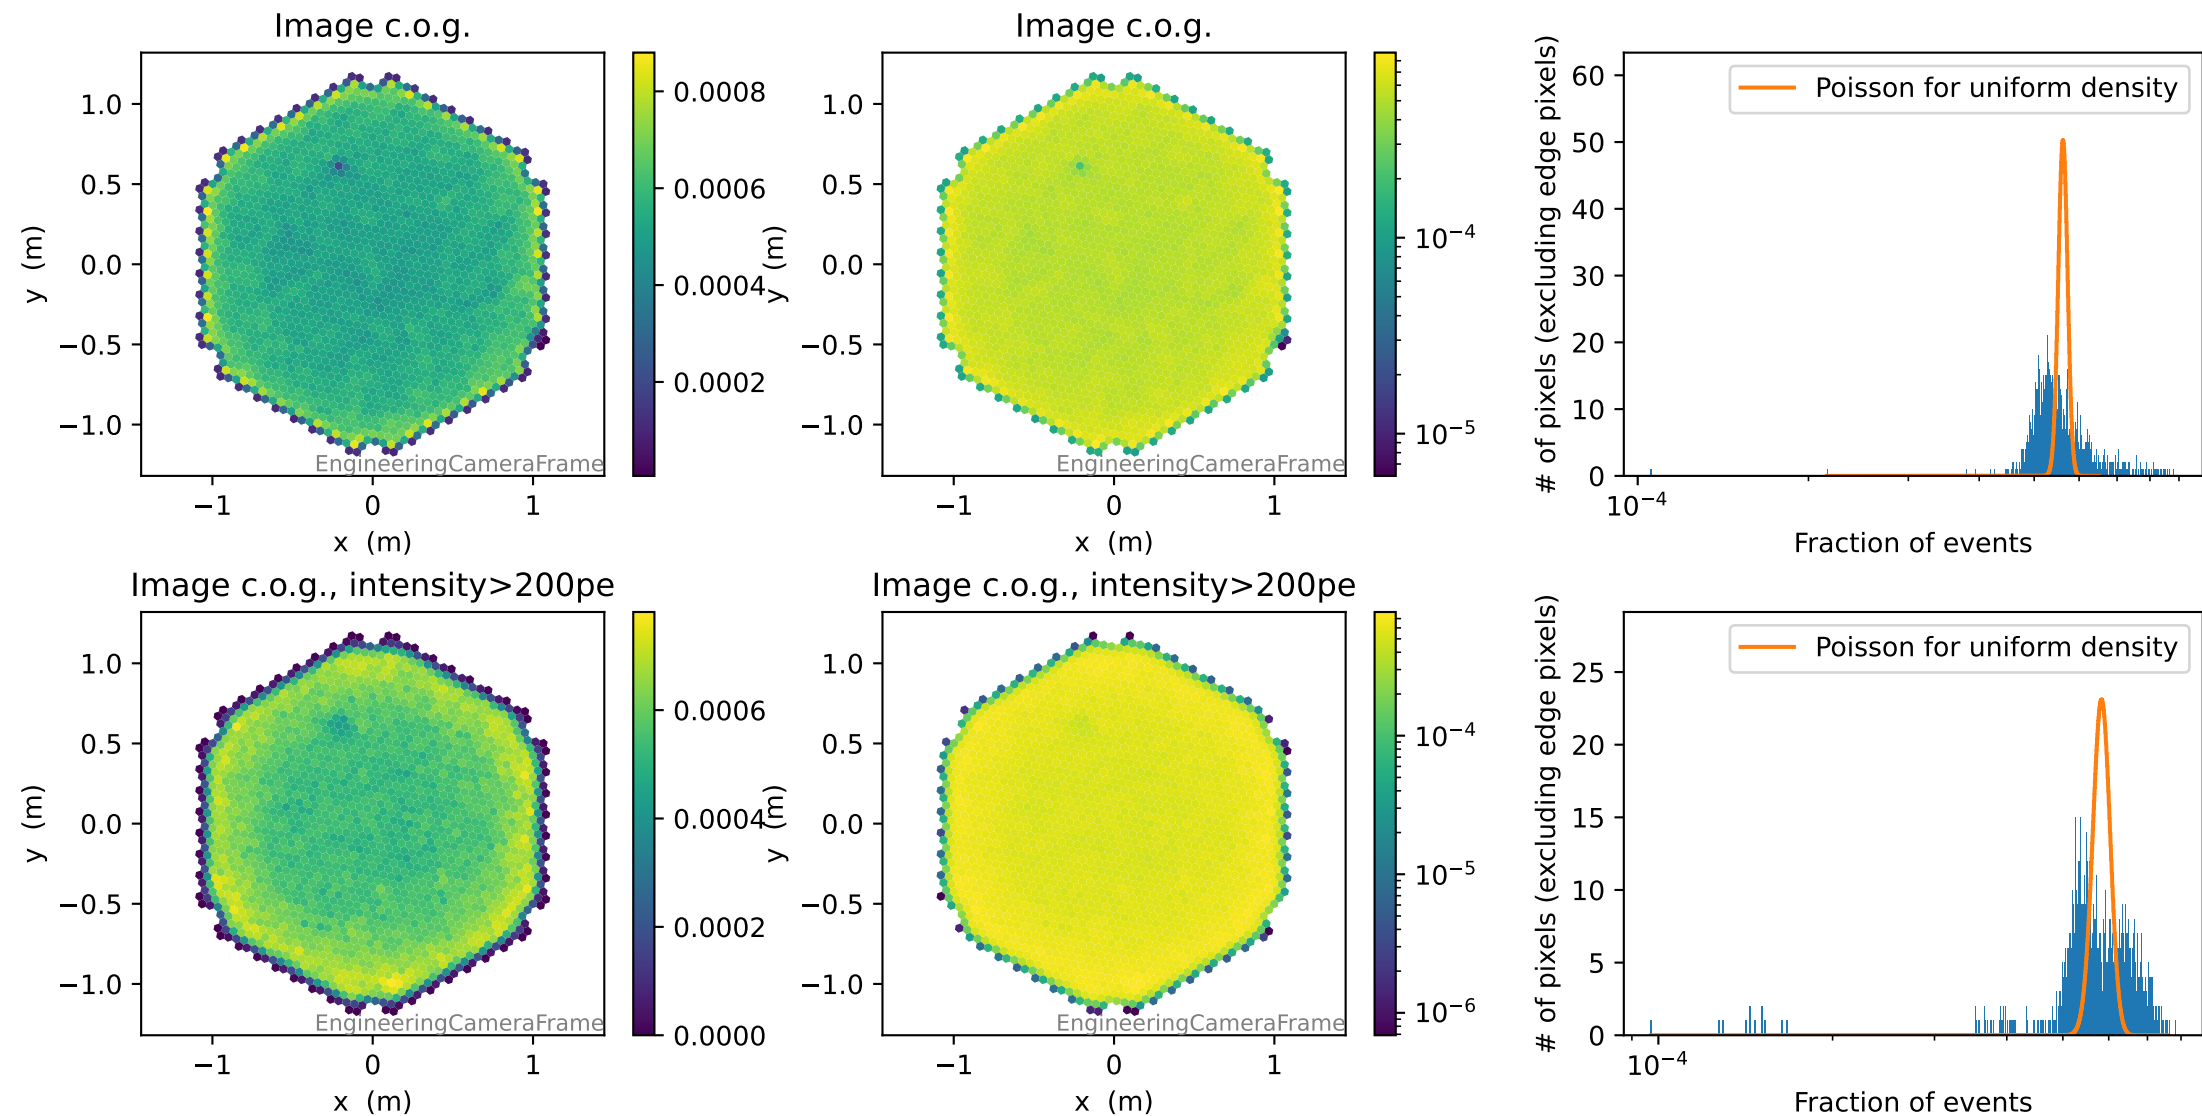 Image c.o.g.
1.0
0.5
0.0
−0.5
−1.0
y (m)
−1
0
1
x (m)
EngineeringCameraFrame
0.0008
0.0006
0.0004
0.0002
Image c.o.g.
1.0
0.5
0.0
−0.5
−1.0
y (m)
−1
0
1
x (m)
EngineeringCameraFrame
10⁻⁴
10⁻⁵
# of pixels (excluding edge pixels)
60
50
40
30
20
10
0
Poisson for uniform density
10⁻⁴
Fraction of events
Image c.o.g., intensity>200pe
1.0
0.5
0.0
−0.5
−1.0
y (m)
−1
0
1
x (m)
EngineeringCameraFrame
0.0006
0.0004
0.0002
0.0000
Image c.o.g., intensity>200pe
1.0
0.5
0.0
−0.5
−1.0
y (m)
−1
0
1
x (m)
EngineeringCameraFrame
10⁻⁴
10⁻⁵
10⁻⁶
# of pixels (excluding edge pixels)
25
20
15
10
5
0
Poisson for uniform density
10⁻⁴
Fraction of events